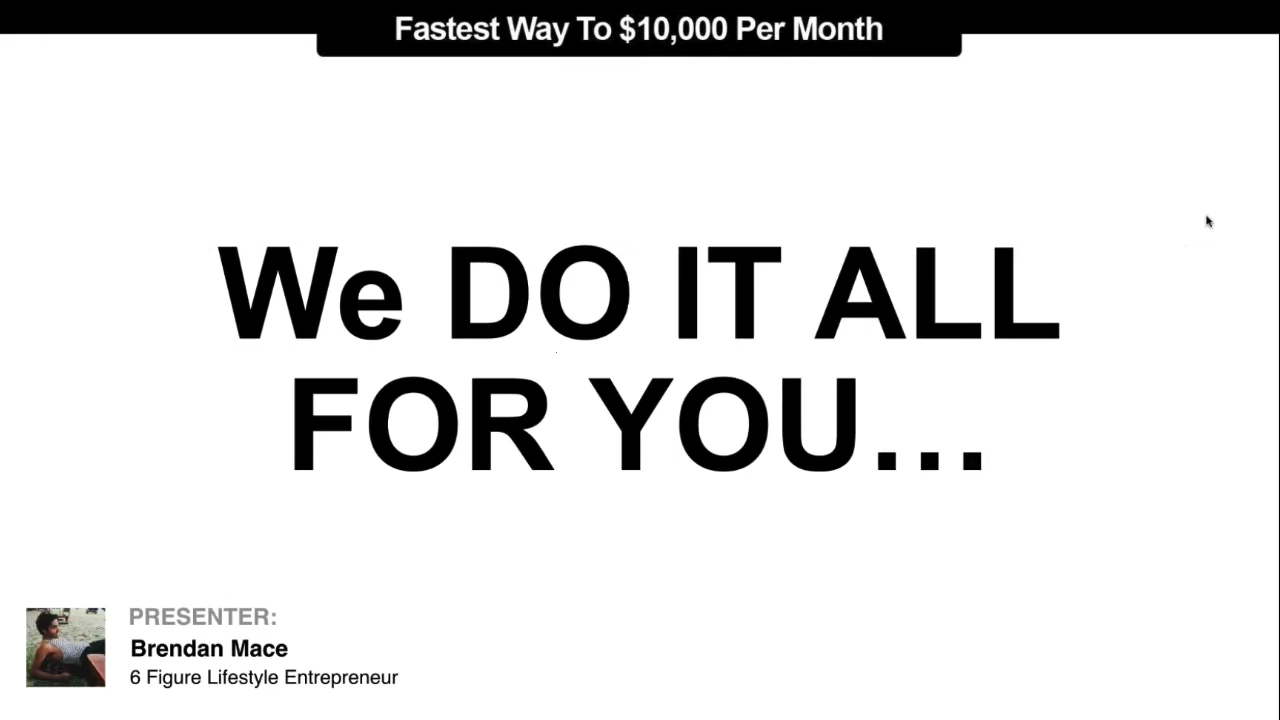 Fastest Way To $10,000 Per Month
We DO IT ALL
FOR YOU...
PRESENTER:
Brendan Mace
6 Figure Lifestyle Entrepreneur